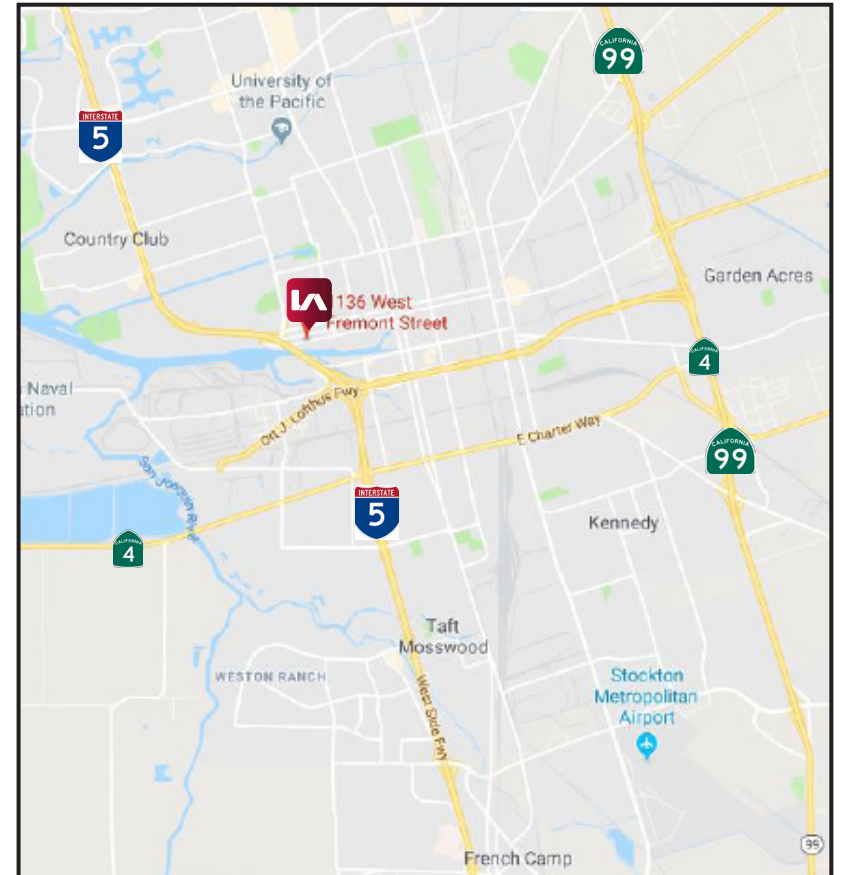 CALIFORNIA
99
University of
the Pacific
INTERSTATE
5
Country Club
Garden Acres
136 West
Fremont Street
CALIFORNIA
4
Naval
ation
Ort J. Lofthus Fwy
E Charter Way
CALIFORNIA
99
San Joaquin River
INTERSTATE
5
Kennedy
CALIFORNIA
4
Taft
Mosswood
WESTON RANCH
Stockton
Metropolitan
Airport
West Side Fwy
99
French Camp